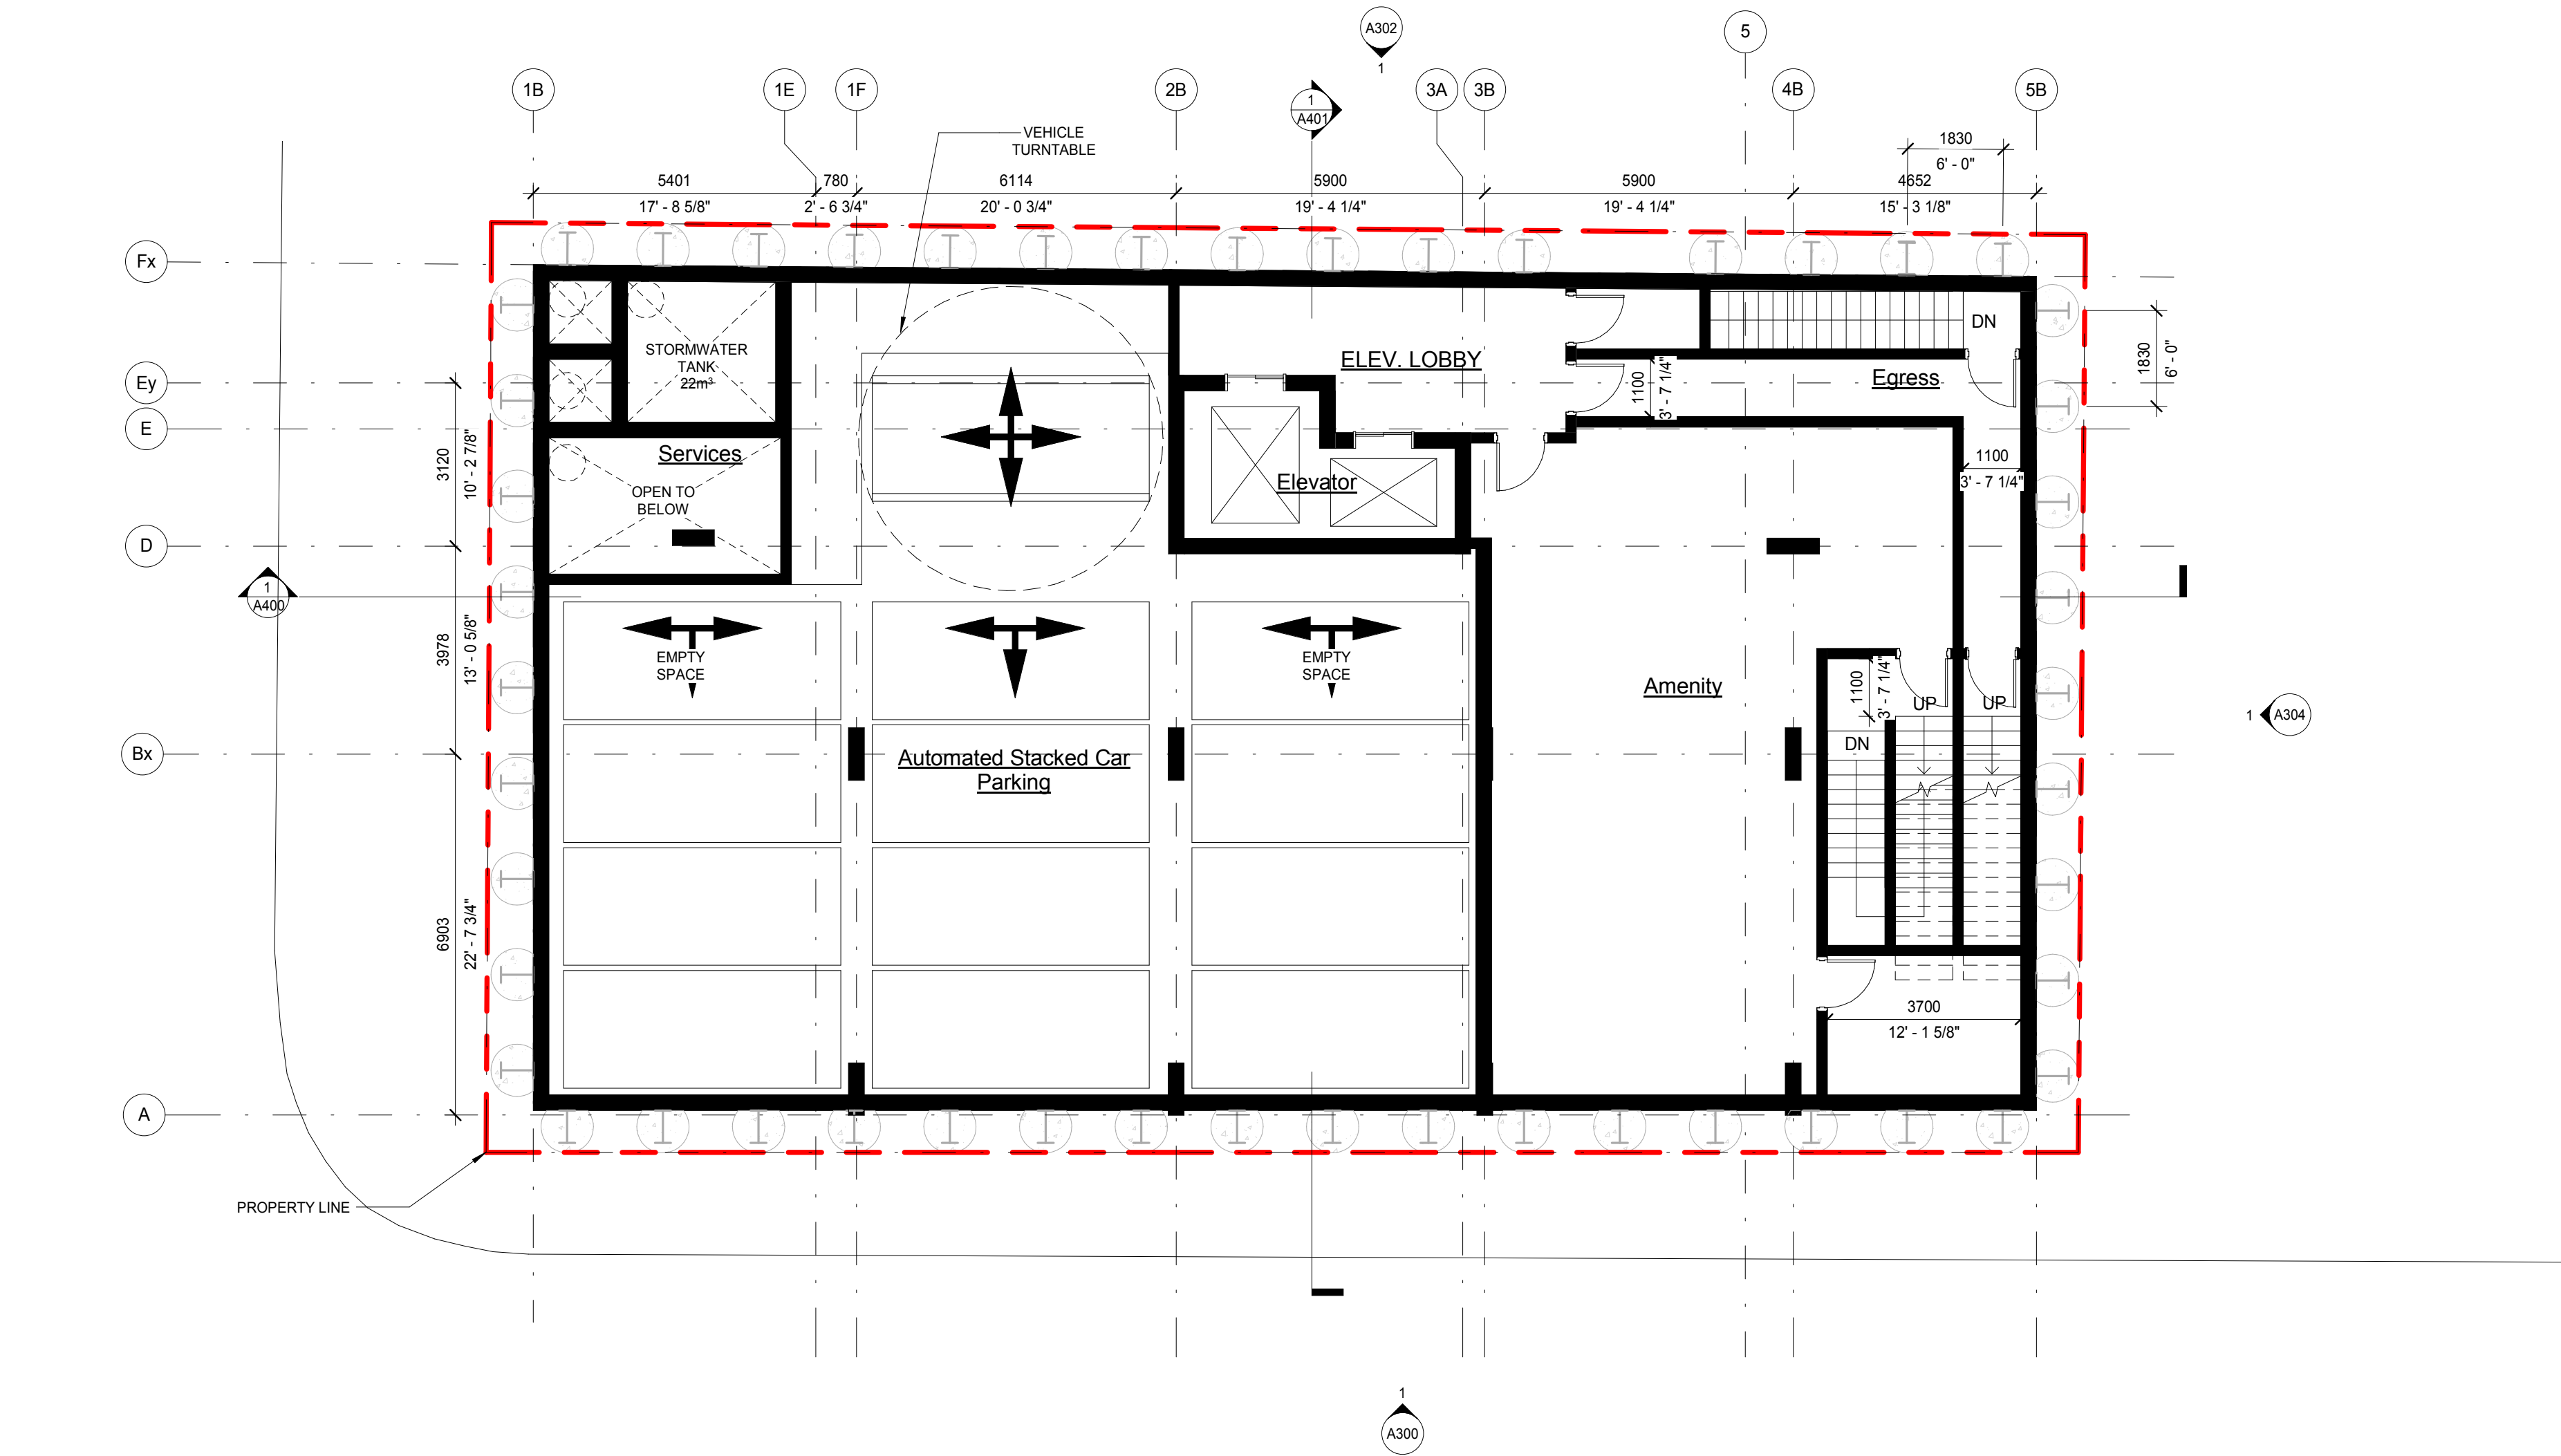 A302
1
5
1B
1E
1F
2B
1
A401
3A
3B
4B
5B
VEHICLE
TURNTABLE
1830
6' - 0"
5401
780
6114
5900
5900
4652
17' - 8 5/8"
2' - 6 3/4"
20' - 0 3/4"
19' - 4 1/4"
19' - 4 1/4"
15' - 3 1/8"
Fx
Ey
E
D
Bx
A
STORMWATER
TANK
22m³
ELEV. LOBBY
DN
Egress
1100
3' - 7 1/4"
1830
6' - 0"
3120
10' - 2 7/8"
Services
OPEN TO
BELOW
Elevator
1100
3' - 7 1/4"
1
A400
3978
13' - 0 5/8"
EMPTY
SPACE
EMPTY
SPACE
Amenity
1100
3' - 7 1/4"
UP
UP
DN
1
A304
Automated Stacked Car
Parking
6903
22' - 7 3/4"
3700
12' - 1 5/8"
PROPERTY LINE
1
A300